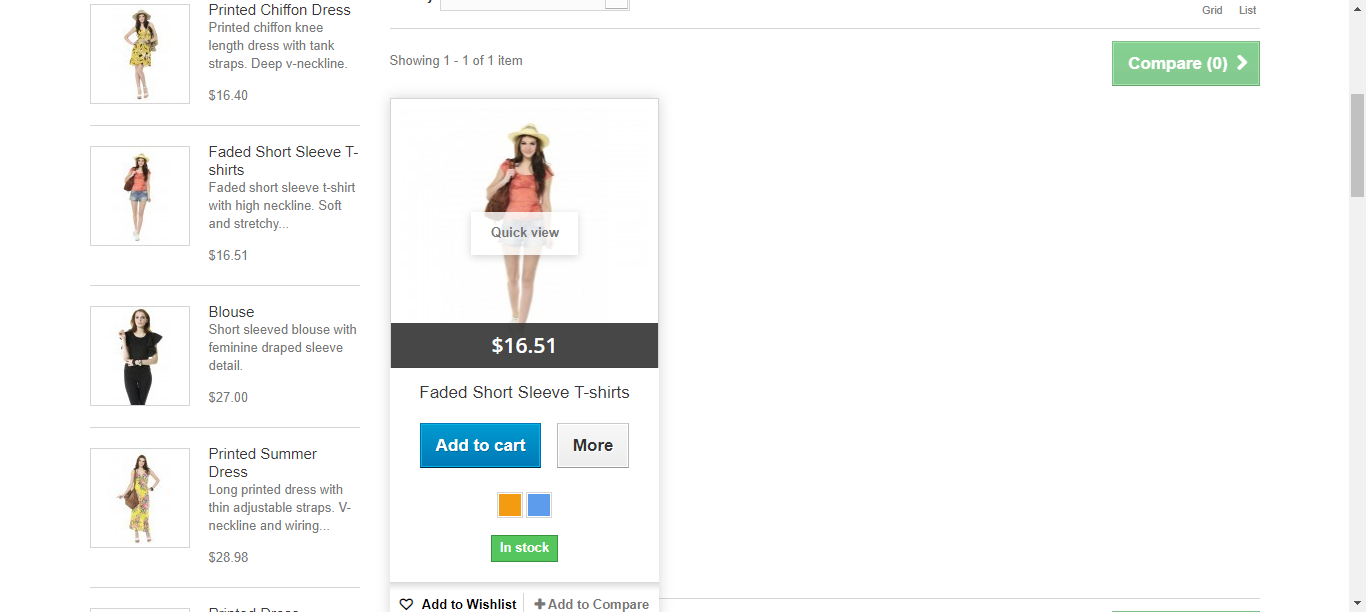 Printed Chiffon Dress
Printed chiffon knee
length dress with tank
straps. Deep v-neckline.
$16.40
Faded Short Sleeve T-
shirts
Faded short sleeve t-shirt
with high neckline. Soft
and stretchy...
$16.51
Blouse
Short sleeved blouse with
feminine draped sleeve
detail.
$27.00
Printed Summer
Dress
Long printed dress with
thin adjustable straps. V-
neckline and wiring...
$28.98
Printed Dress
Grid List
Showing 1 - 1 of 1 item
Compare (0)
Quick view
$16.51
Faded Short Sleeve T-shirts
Add to cart More
In stock
Add to Wishlist Add to Compare